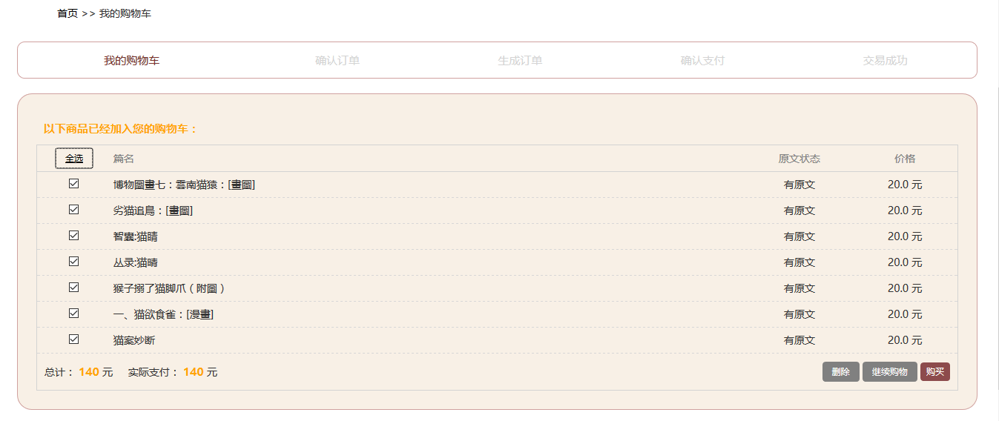 首页 >> 我的购物车
我的购物车 确认订单 生成订单 确认支付 交易成功
以下商品已经加入您的购物车：
全选 篇名 原文状态 价格
博物圖畫七：雲南猫猿：[畫圖] 有原文 20.0 元
劣猫追鳥：[畫圖] 有原文 20.0 元
智囊:猫睛 有原文 20.0 元
丛录:猫晴 有原文 20.0 元
猴子搦了猫脚爪（附圖） 有原文 20.0 元
一、猫欲食雀：[漫畫] 有原文 20.0 元
猫案妙断 有原文 20.0 元
总计： 140 元 实际支付： 140 元 删除 继续购物 购买